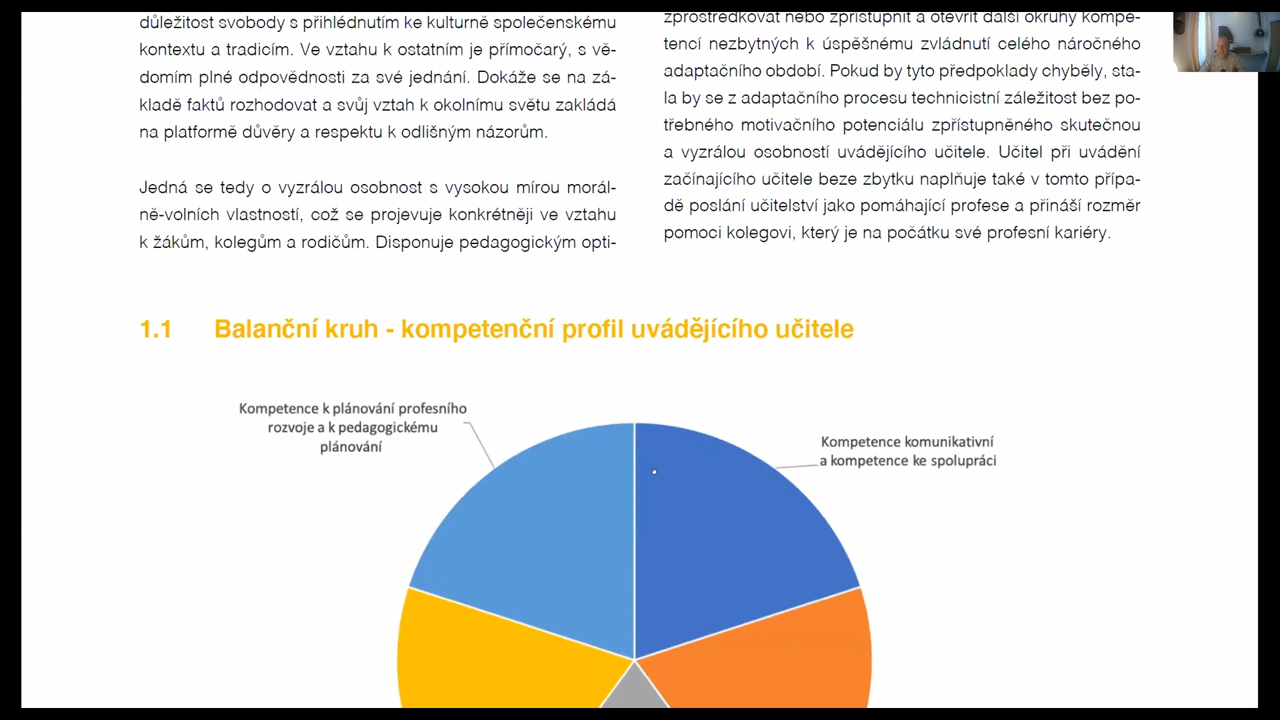 důležitost svobody s přihlédnutím ke kulturně společenskému
kontextu a tradicím. Ve vztahu k ostatním je přímočarý, s vě-
domím plné odpovědnosti za své jednání. Dokáže se na zá-
kladě faktů rozhodovat a svůj vztah k okolnímu světu zakládá
na platformě důvěry a respektu k odlišným názorům.
Jedná se tedy o vyzrálou osobnost s vysokou mírou morál-
ně-volních vlastností, což se projevuje konkrétněji ve vztahu
k žákům, kolegům a rodičům. Disponuje pedagogickým opti-
zprostředkovat nebo zpřístupnit a otevřít další okruhy kompe-
tencí nezbytných k úspěšnému zvládnutí celého náročného
adaptačního období. Pokud by tyto předpoklady chyběly, sta-
la by se z adaptačního procesu technicistní záležitost bez po-
třebného motivačního potenciálu zpřístupněného skutečnou
a vyzrálou osobností uvádějícího učitele. Učitel při uvádění
začínajícího učitele beze zbytku naplňuje také v tomto přípa-
dě poslání učitelství jako pomáhající profese a přináší rozměr
pomoci kolegovi, který je na počátku své profesní kariéry.
1.1 Balanční kruh - kompetenční profil uvádějícího učitele
Kompetence k plánování profesního
rozvoje a k pedagogickému
plánování
Kompetence komunikativní
a kompetence ke spolupráci